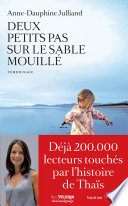 Anne-Dauphine Julliand
DEUX
PETITS PAS
SUR LE SABLE
MOUILLÉ
TÉMOIGNAGE
Déjà 200.000
lecteurs touchés
par l'histoire
de Thaïs